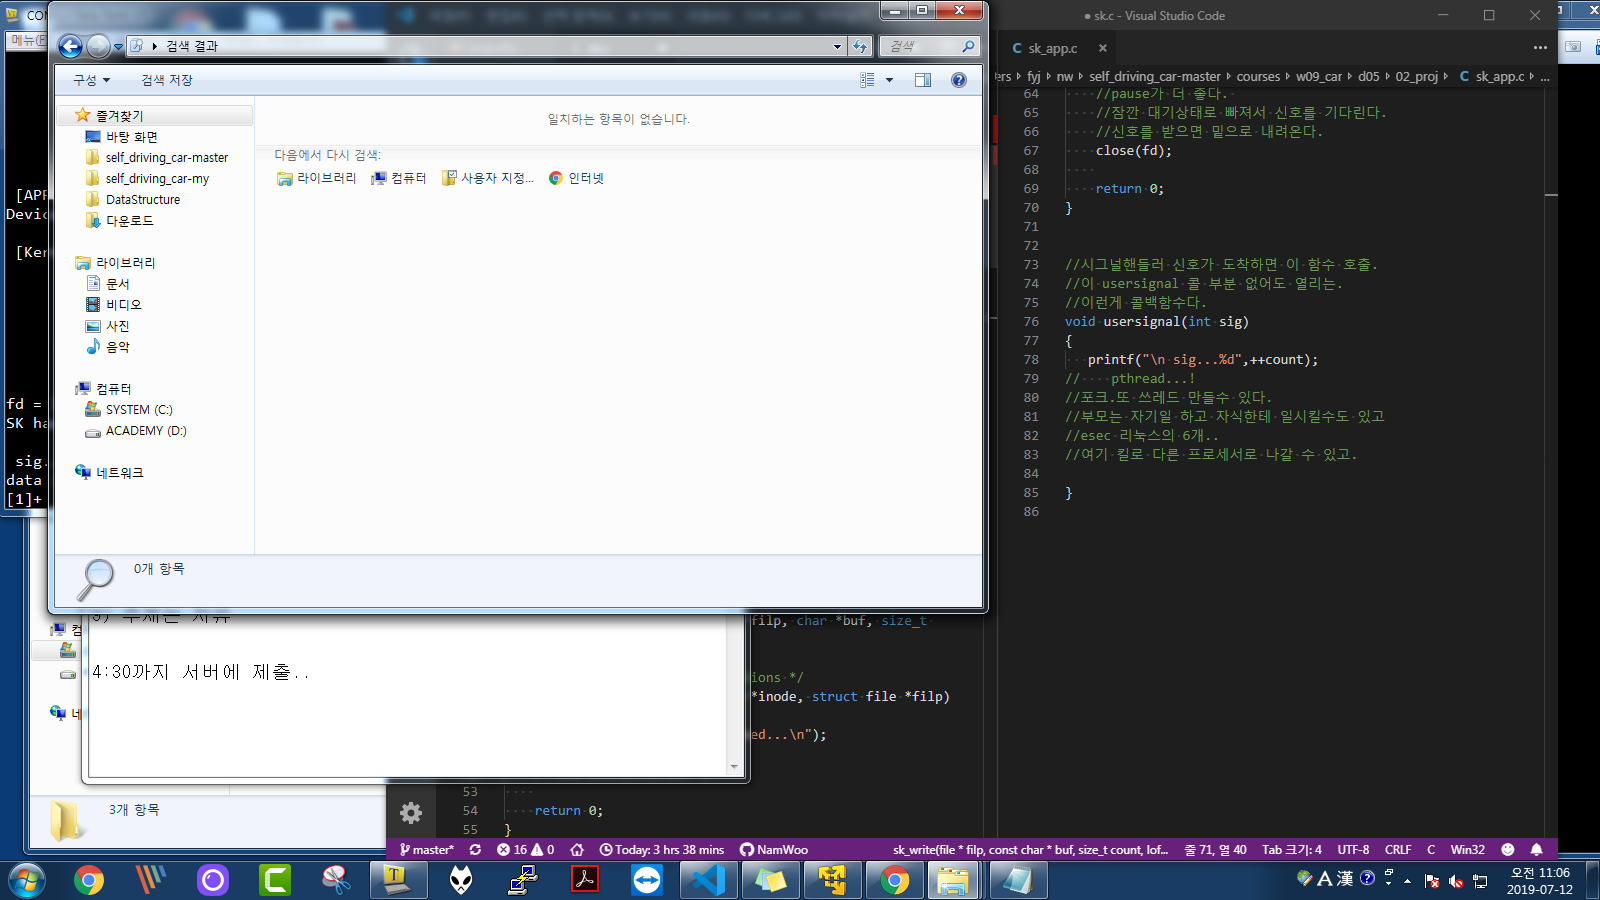 검색 결과
검색
구성
검색 저장
즐겨찾기
바탕 화면
self_driving_car-master
self_driving_car-my
DataStructure
다운로드
라이브러리
문서
비디오
사진
음악
컴퓨터
SYSTEM (C:)
ACADEMY (D:)
네트워크
일치하는 항목이 없습니다.
다음에서 다시 검색:
라이브러리 컴퓨터 사용자 지정... 인터넷
0개 항목
[APP
Devic
[Ker
fd =
SK ha
sig.
data
[1]+
4:30까지 서버에 제출..
3개 항목
● sk.c - Visual Studio Code
C sk_app.c ×
ers › fyj › nw › self_driving_car-master › courses › w09_car › d05 › 02_proj › C sk_app.c › ...
64 //pause가 더 좋다.
65 //잠깐 대기상태로 빠져서 신호를 기다린다.
66 //신호를 받으면 밑으로 내려온다.
67 close(fd);
68
69 return 0;
70 }
71
72
73 //시그널핸들러 신호가 도착하면 이 함수 호출.
74 //이 usersignal 콜 부분 없어도 열리는.
75 //이런게 콜백함수다.
76 void usersignal(int sig)
77 {
78 printf("\n sig...%d",++count);
79 // pthread...!
80 //포크.또 쓰레드 만들수 있다.
81 //부모는 자기일 하고 자식한테 일시킬수도 있고
82 //esec 리눅스의 6개..
83 //여기 킬로 다른 프로세서로 나갈 수 있고.
84
85 }
86
filp, char *buf, size_t
ions */
*inode, struct file *filp)
ed...\n");
53
54 return 0;
55 }
master* 16 0 Today: 3 hrs 38 mins NamWoo sk_write(file * filp, const char * buf, size_t count, lof... 줄 71, 열 40 Tab 크기: 4 UTF-8 CRLF C Win32
A 漢 오전 11:06
2019-07-12